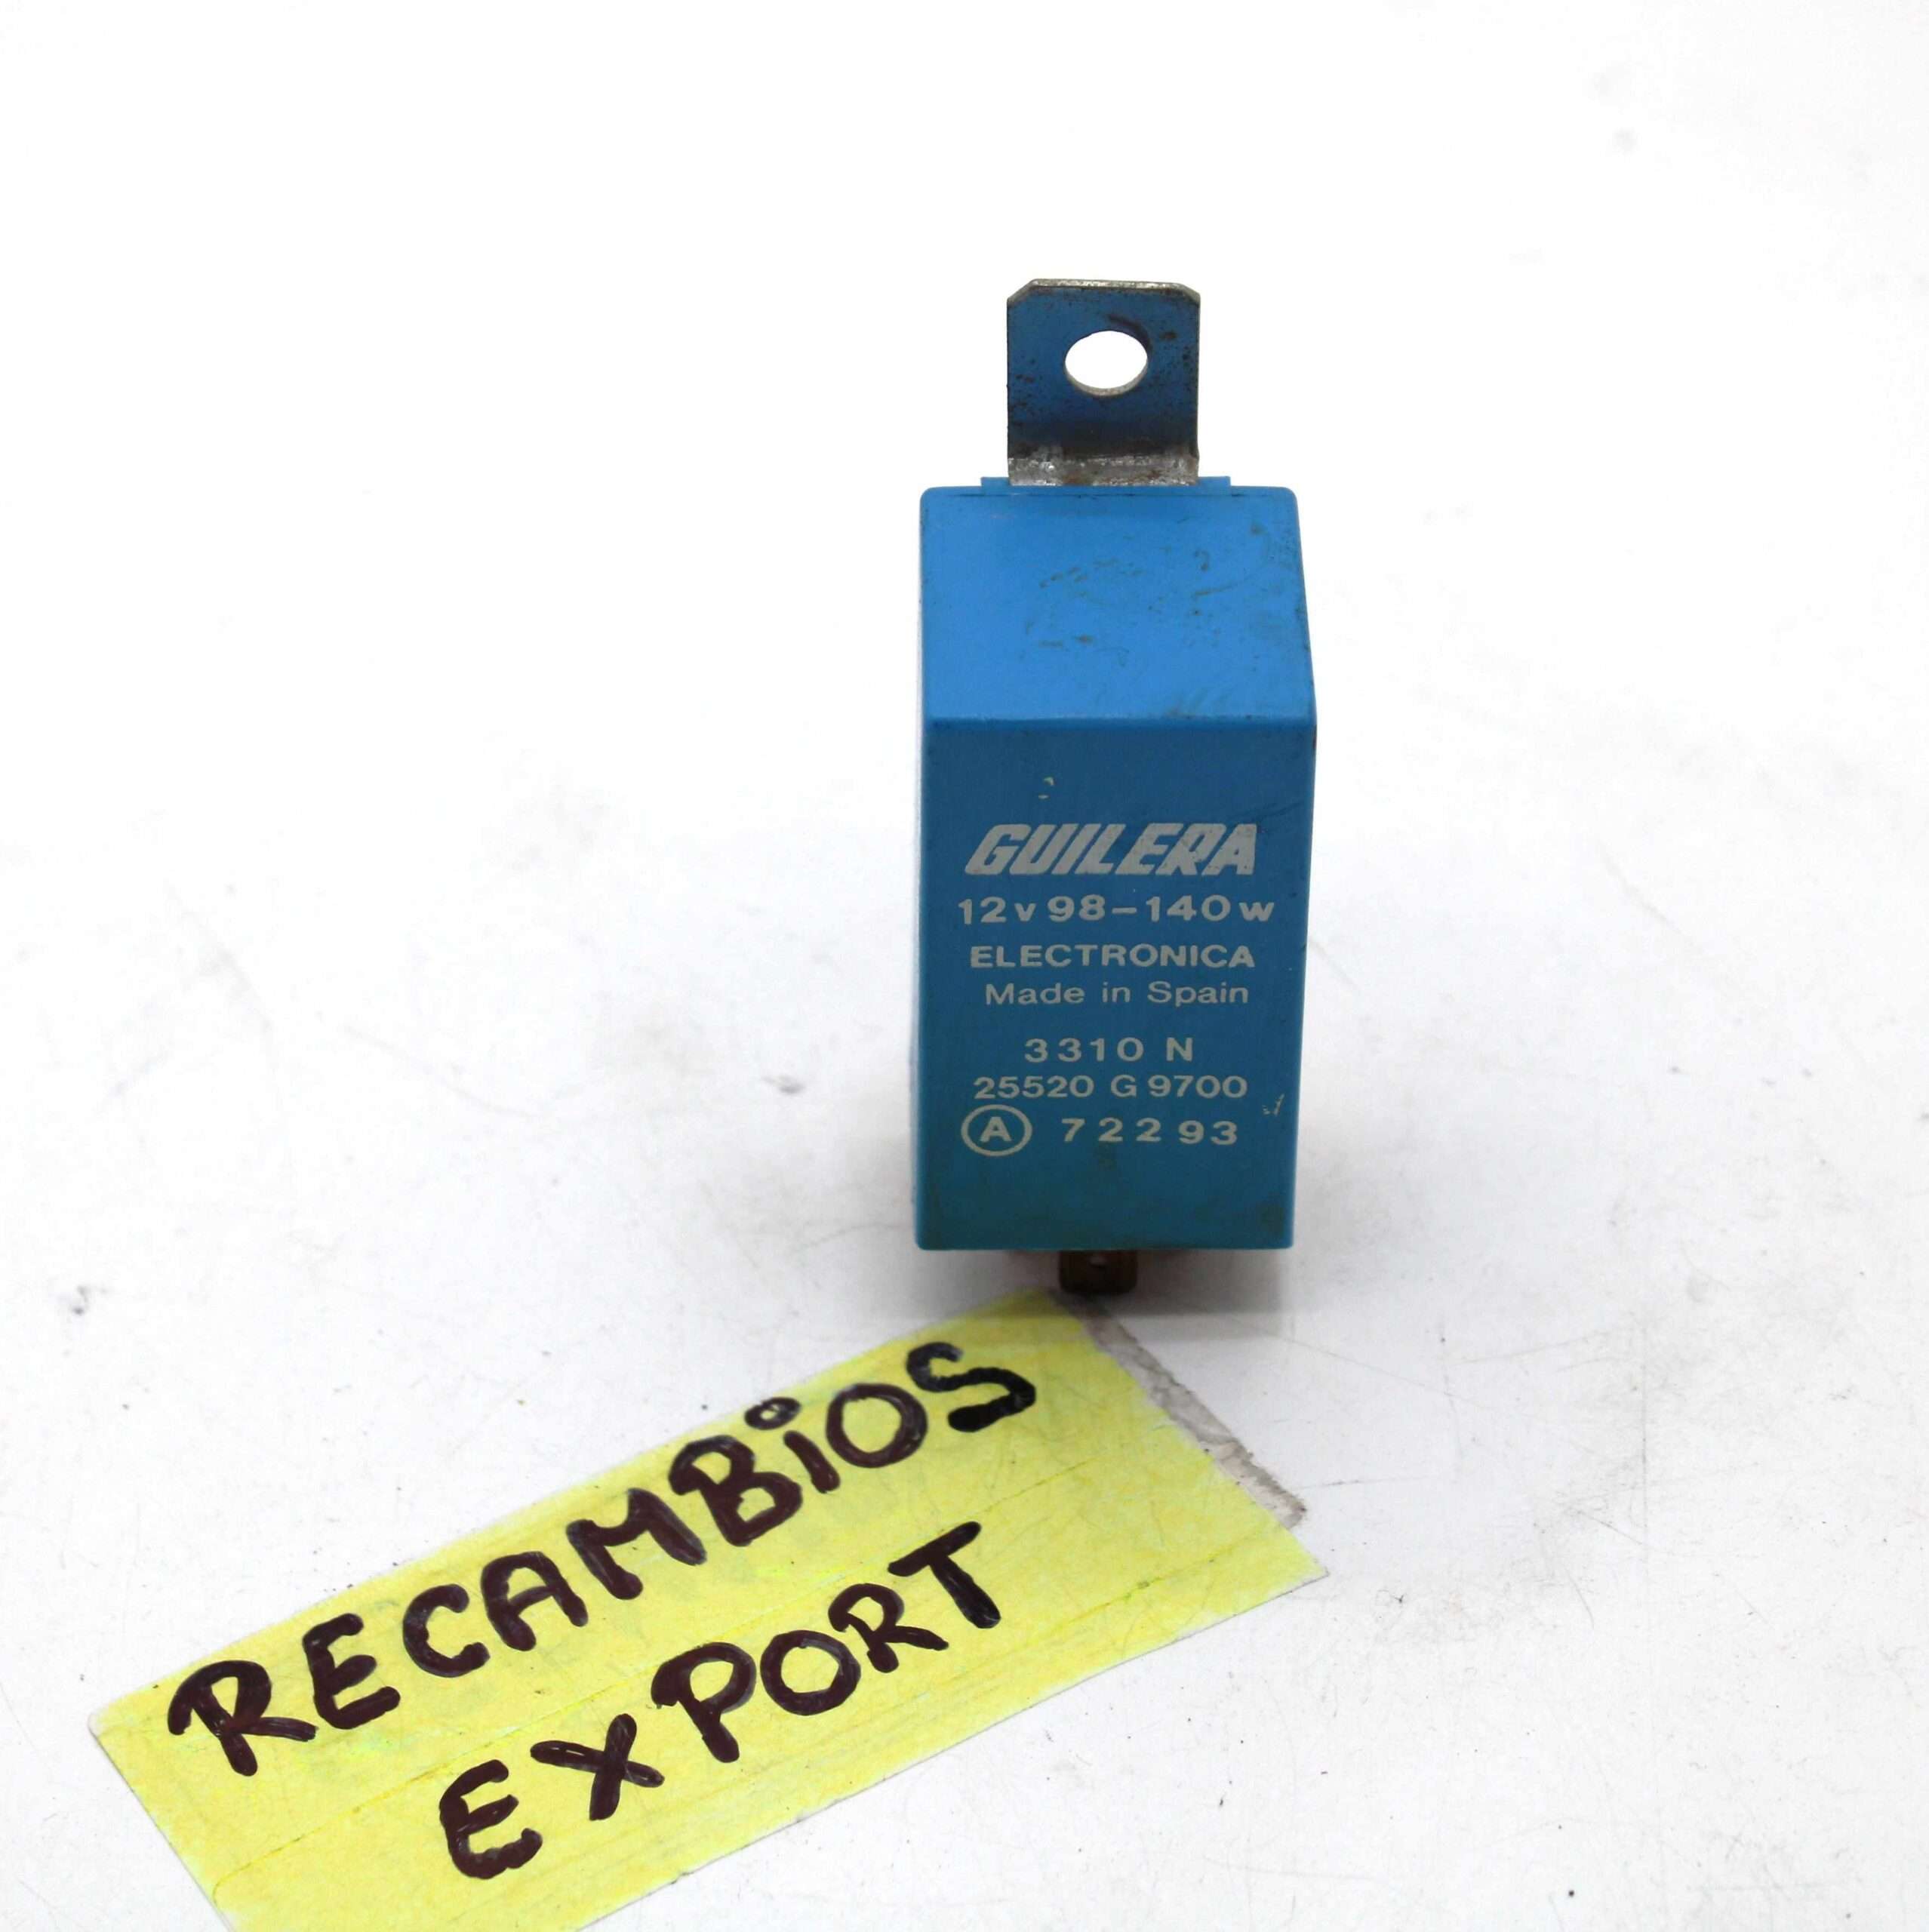 GUILERA
12v 98-140w
ELECTRONICA
Made in Spain
3310 N
25520 G 9700
A 72293
RECAMBiOS
EXPORT